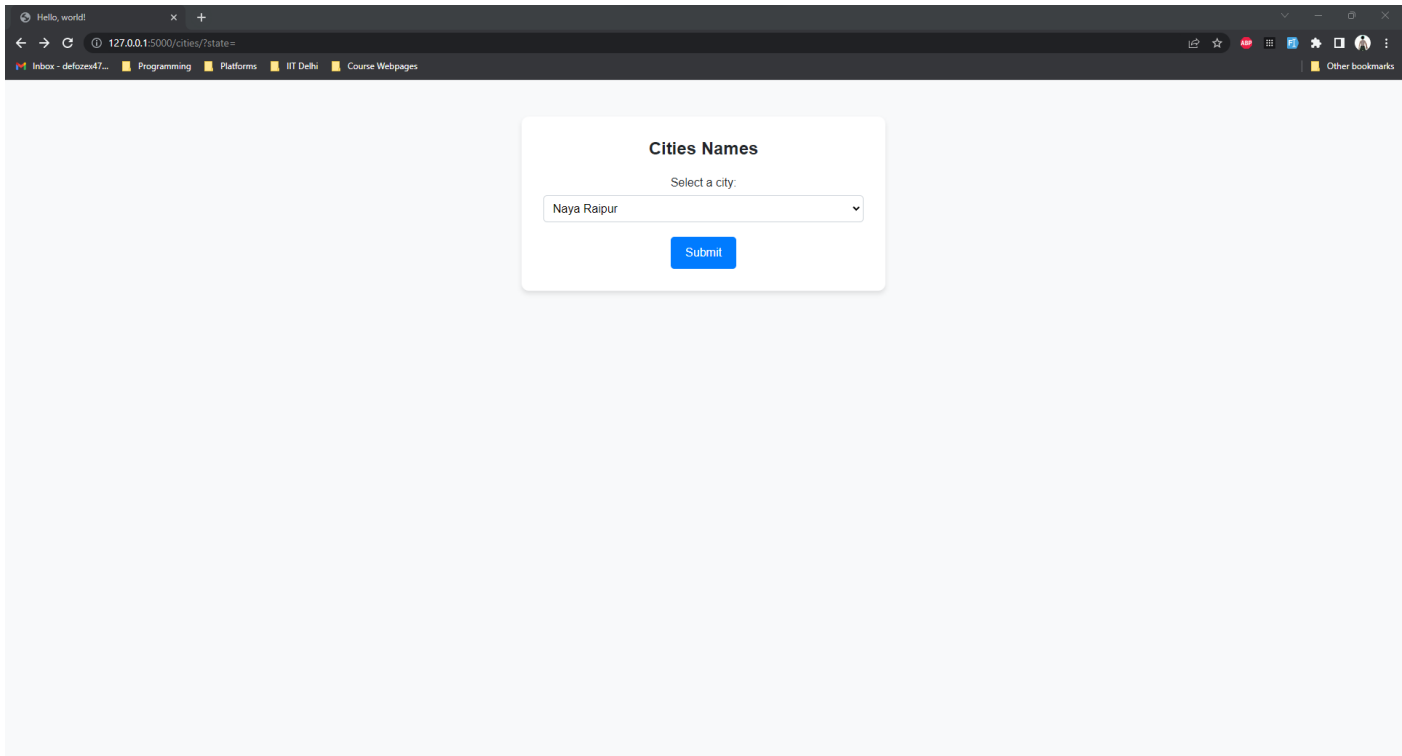 Hello, world!
127.0.0.1:5000/cities/?state=
ABP
Inbox - defozex47... Programming Platforms IIT Delhi Course Webpages Other bookmarks
Cities Names
Select a city:
Naya Raipur
Submit